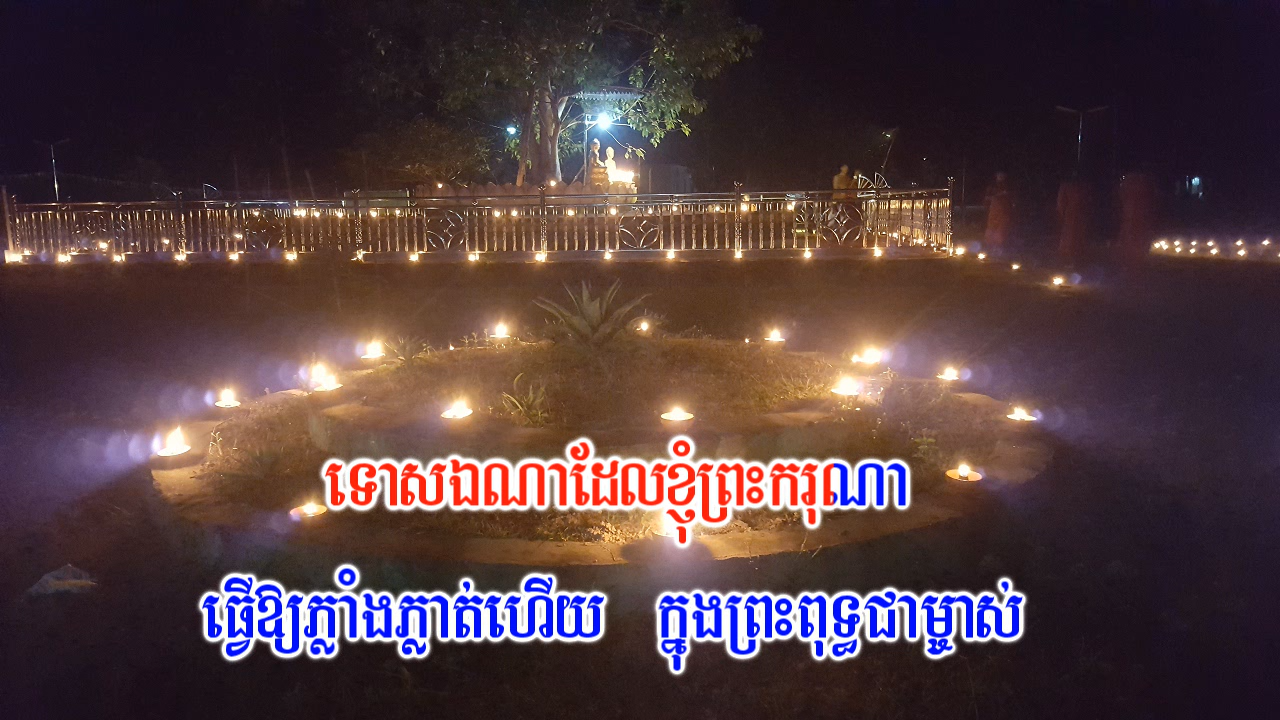 ទោសឯណាដែលខ្ញុំព្រះករុណា
ធ្វើឱ្យភ្លាំងភ្លាត់ហើយ ក្នុងព្រះពុទ្ធជាម្ចាស់